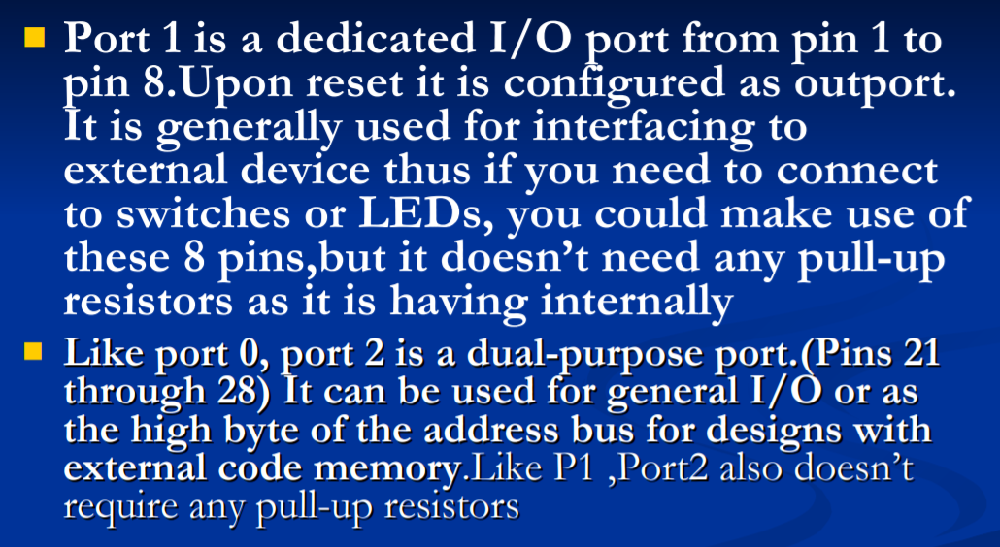 Port 1 is a dedicated I/O port from pin 1 to
pin 8.Upon reset it is configured as outport.
It is generally used for interfacing to
external device thus if you need to connect
to switches or LEDs, you could make use of
these 8 pins,but it doesn’t need any pull-up
resistors as it is having internally
Like port 0, port 2 is a dual-purpose port.(Pins 21
through 28) It can be used for general I/O or as
the high byte of the address bus for designs with
external code memory.Like P1 ,Port2 also doesn’t
require any pull-up resistors